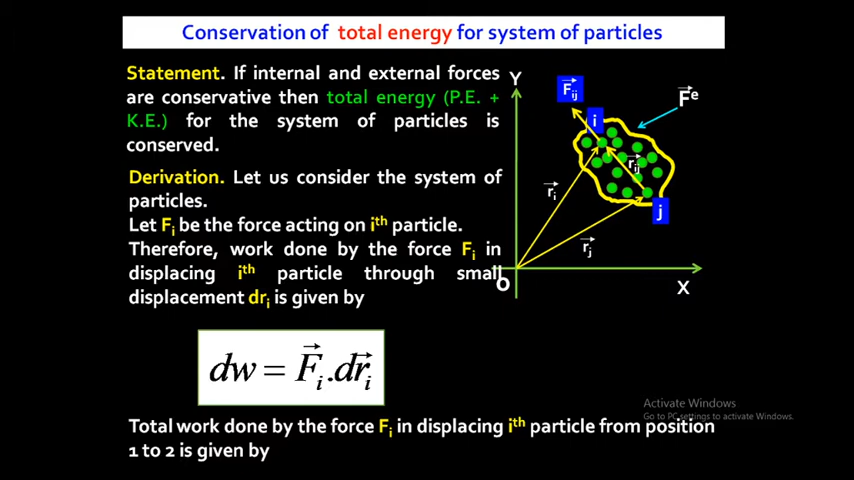 Conservation of total energy for system of particles
Statement. If internal and external forces
are conservative then total energy (P.E. +
K.E.) for the system of particles is
conserved.
Derivation. Let us consider the system of
particles.
Let Fi be the force acting on ith particle.
Therefore, work done by the force Fi in
displacing ith particle through small
displacement dri is given by
Y
F⃗ij
F⃗e
i
r⃗ij
r⃗i
j
r⃗j
O
X
dw = F⃗i.dr⃗i
Activate Windows
Go to PC settings to activate Windows.
Total work done by the force Fi in displacing ith particle from position
1 to 2 is given by